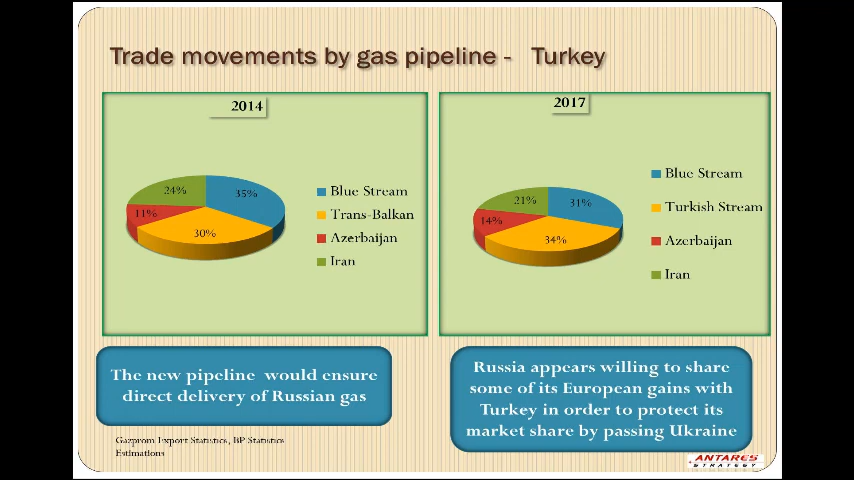 Trade movements by gas pipeline - Turkey
2014
24%
35%
11%
30%
Blue Stream
Trans-Balkan
Azerbaijan
Iran
2017
21%
31%
14%
34%
Blue Stream
Turkish Stream
Azerbaijan
Iran
The new pipeline would ensure
direct delivery of Russian gas
Russia appears willing to share
some of its European gains with
Turkey in order to protect its
market share by passing Ukraine
Gazprom Export Statistics, BP Statistics
Estimations
ANTARES
STRATEGY